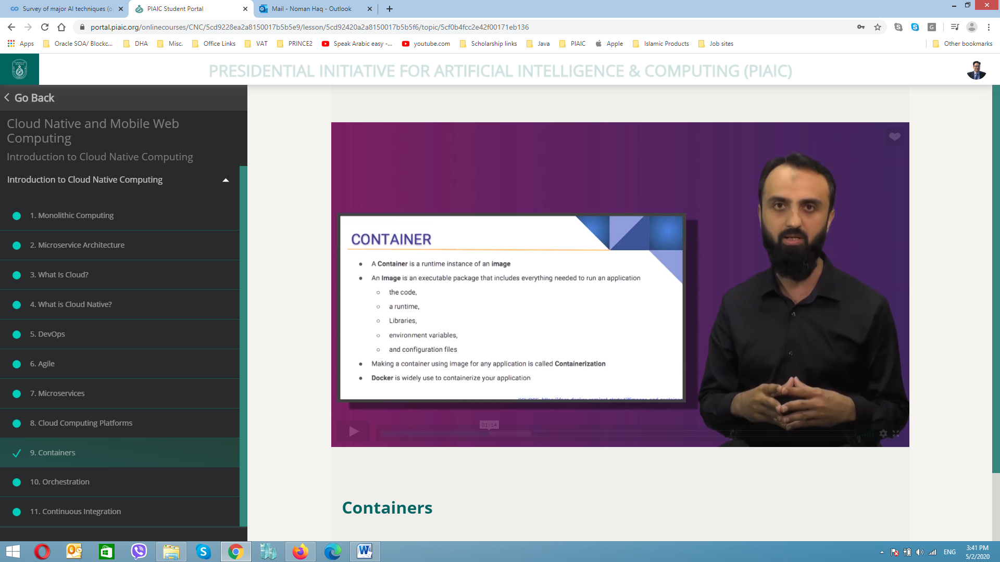 Survey of major AI techniques (o
PIAIC Student Portal
Mail - Noman Haq - Outlook
portal.piaic.org/onlinecourses/CNC/5cd9228ea2a8150017b5b5e9/lesson/5cd92420a2a8150017b5b5f6/topic/5cf0b4fcc2e42f00171eb136
Apps
Oracle SOA/ Blockc...
DHA
Misc.
Office Links
VAT
PRINCE2
Speak Arabic easy -...
youtube.com
Scholarship links
Java
PIAIC
Apple
Islamic Products
Job sites
Other bookmarks
PRESIDENTIAL INITIATIVE FOR ARTIFICIAL INTELLIGENCE & COMPUTING (PIAIC)
Go Back
Cloud Native and Mobile Web
Computing
Introduction to Cloud Native Computing
Introduction to Cloud Native Computing
1. Monolithic Computing
2. Microservice Architecture
3. What Is Cloud?
4. What is Cloud Native?
5. DevOps
6. Agile
7. Microservices
8. Cloud Computing Platforms
9. Containers
10. Orchestration
11. Continuous Integration
CONTAINER
● A Container is a runtime instance of an image
● An Image is an executable package that includes everything needed to run an application
○ the code,
○ a runtime,
○ Libraries,
○ environment variables,
○ and configuration files
● Making a container using image for any application is called Containerization
● Docker is widely use to containerize your application
01:14
Containers
ENG
3:41 PM
5/2/2020